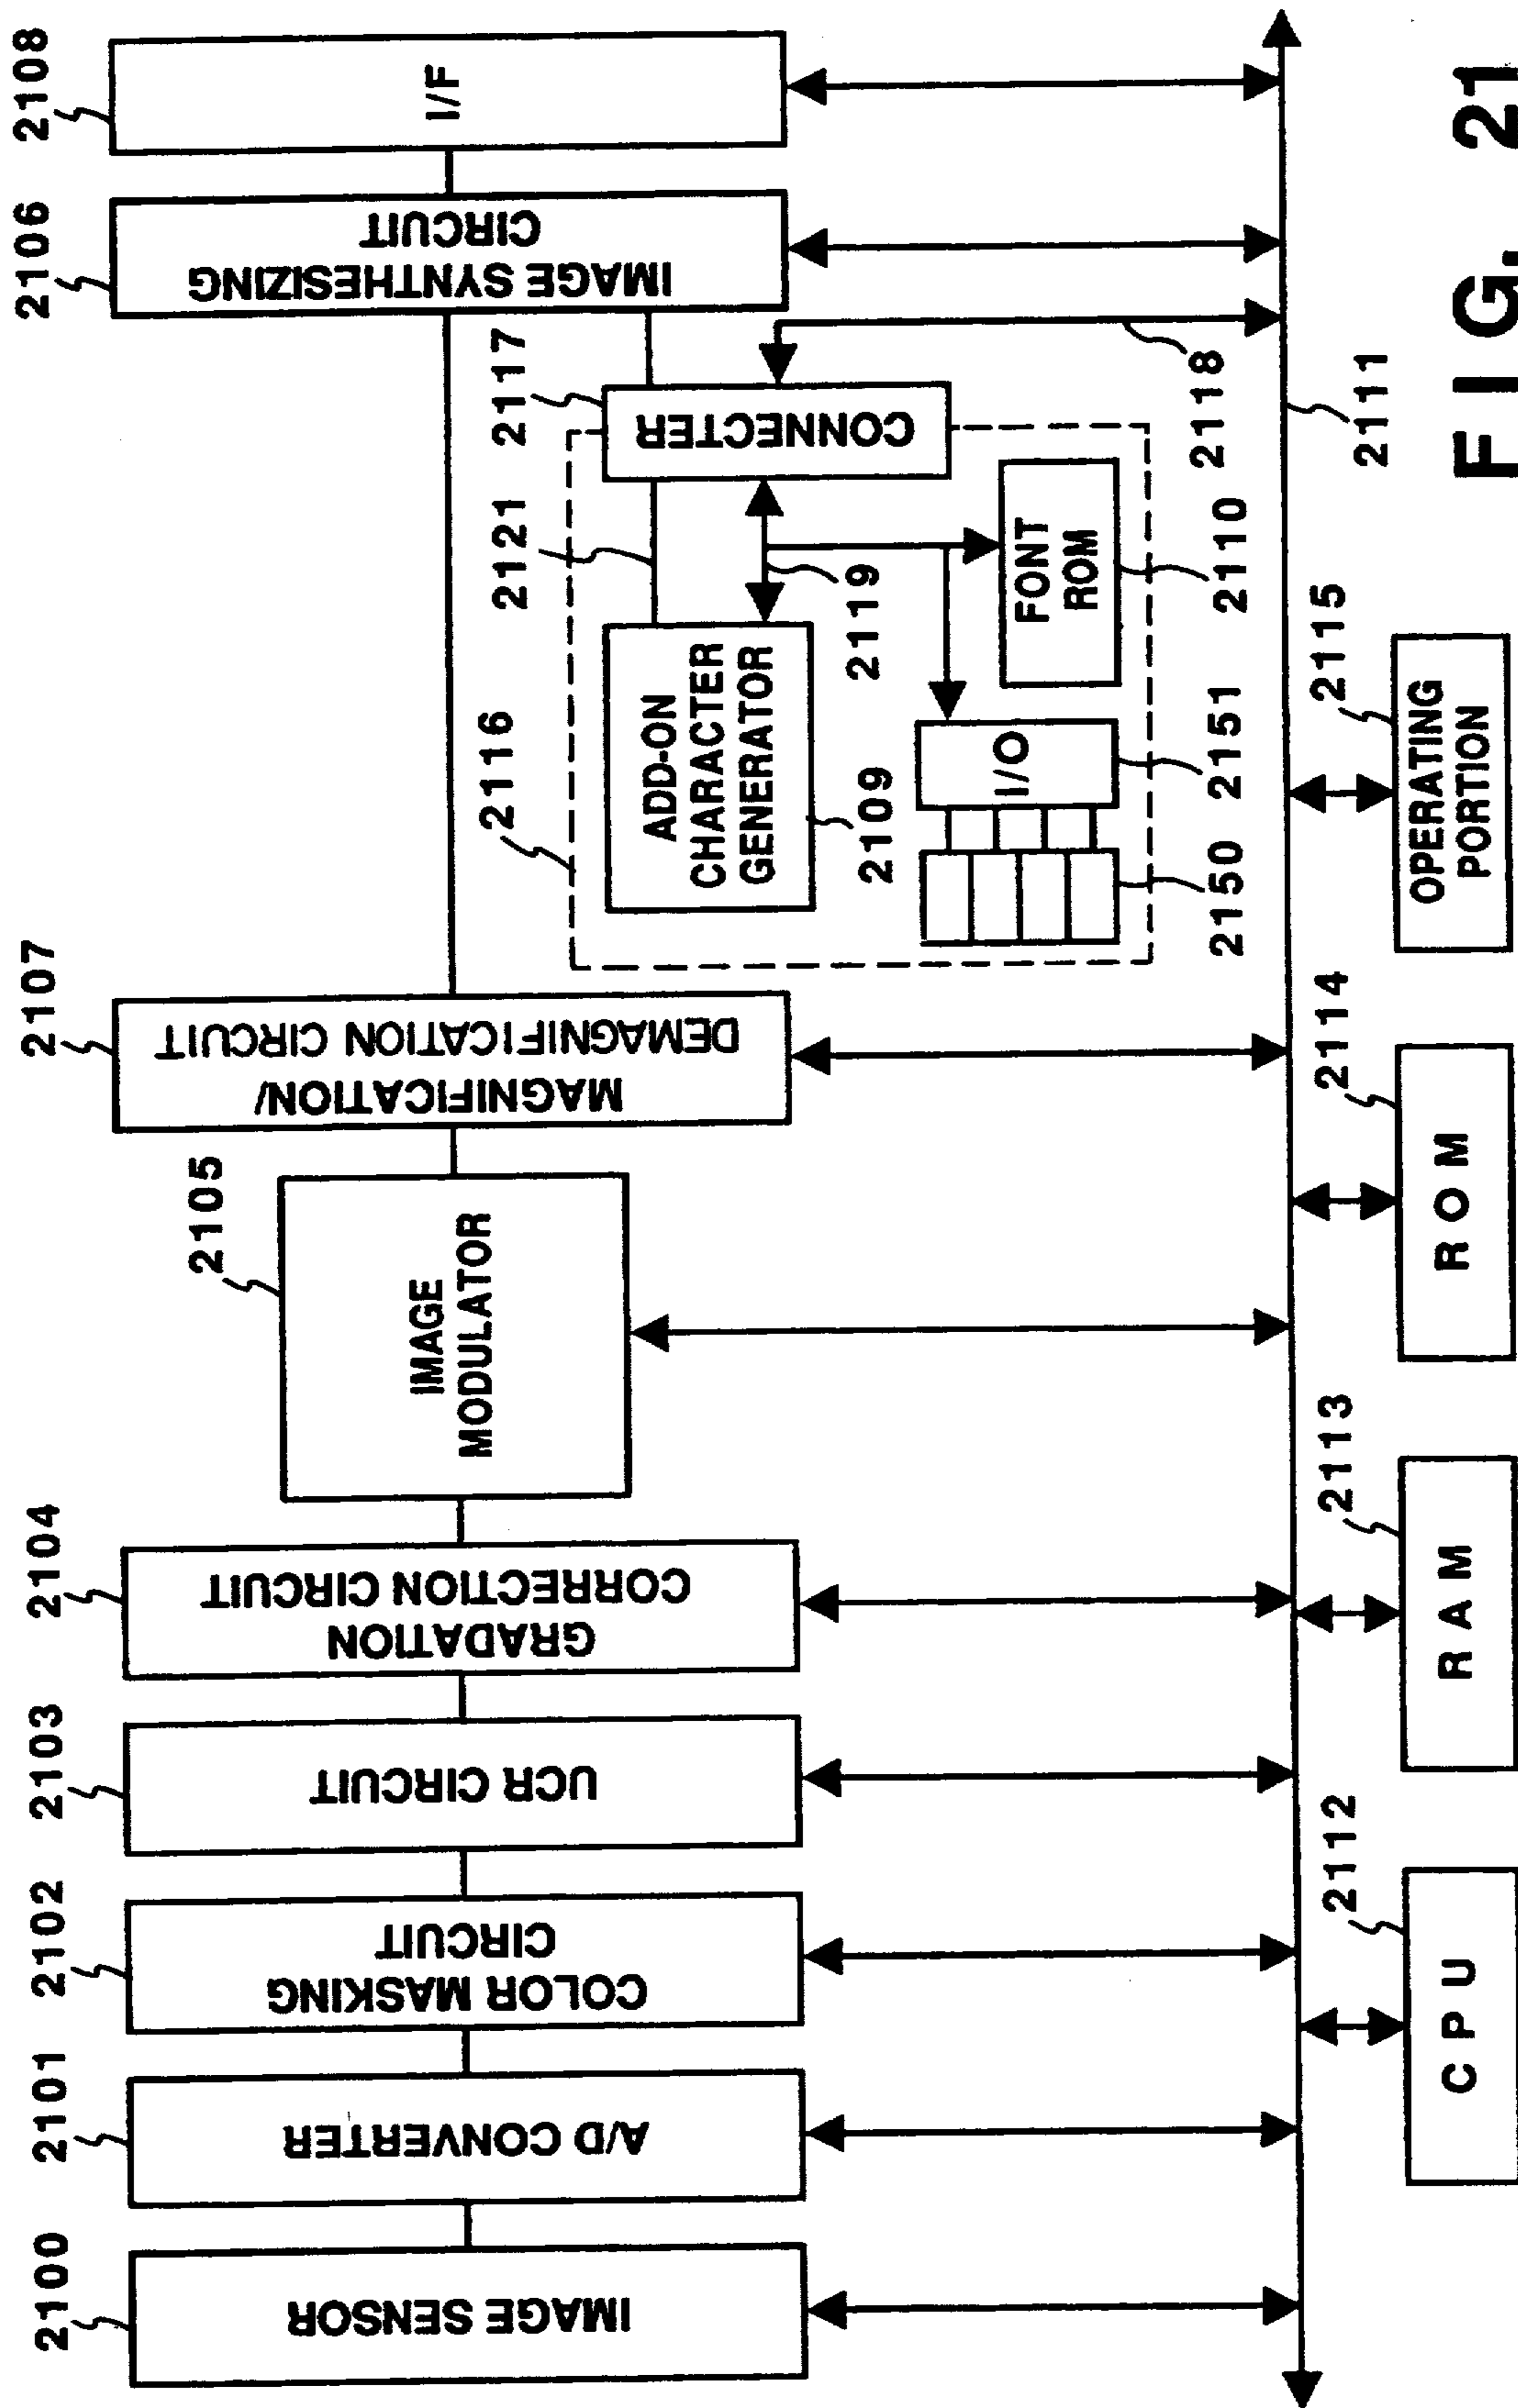 2100
2101
2102
2103
2104
2105
2107
2106
2108
IMAGE SENSOR
A/D CONVERTER
COLOR MASKING
CIRCUIT
UCR CIRCUIT
GRADATION
CORRECTION CIRCUIT
IMAGE
MODULATOR
MAGNIFICATION/
DEMAGNIFICATION CIRCUIT
IMAGE SYNTHESIZING
CIRCUIT
I/F
2116
2121
2117
ADD-ON
CHARACTER
GENERATOR
CONNECTER
2109
2119
I/O
FONT
ROM
2150
2151
2110
2118
2111
2112
2113
2114
2115
CPU
RAM
ROM
OPERATING
PORTION
FIG. 21